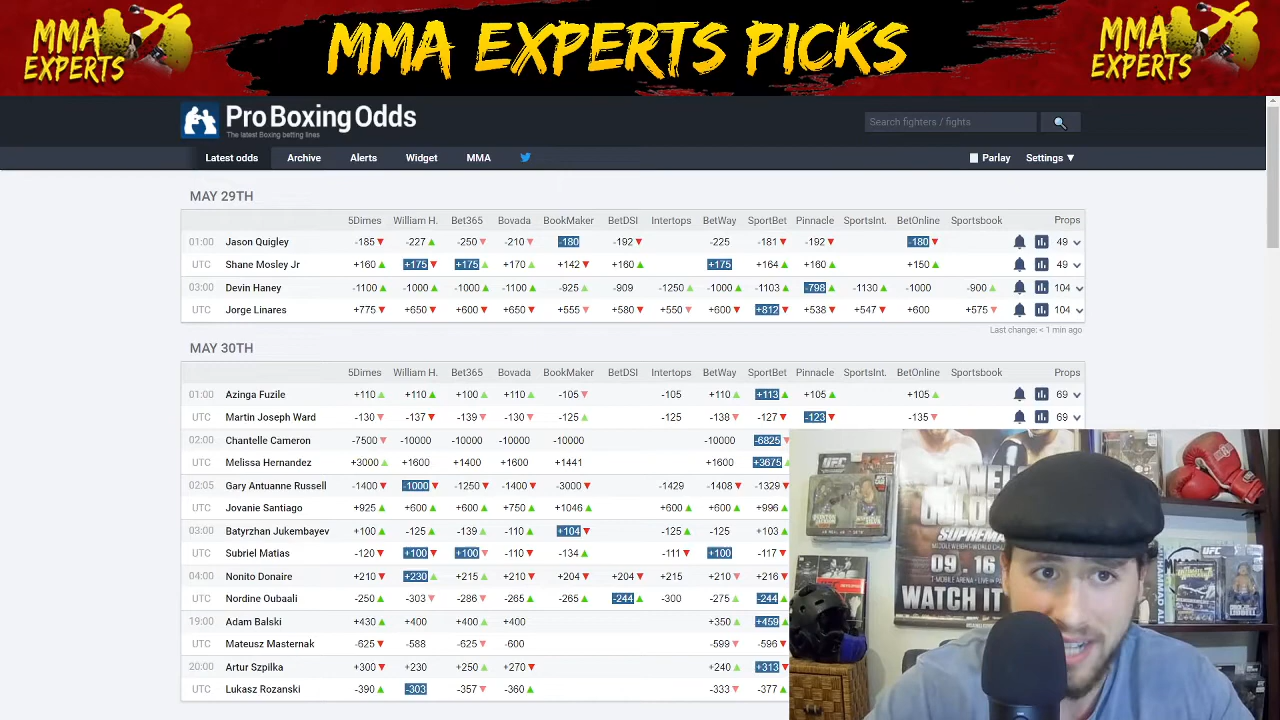 MMA EXPERTS
MMA EXPERTS PICKS
MMA EXPERTS
Pro Boxing Odds
The latest Boxing betting lines
Search fighters / fights
Latest odds Archive Alerts Widget MMA Parlay Settings ▼
MAY 29TH
5Dimes William H. Bet365 Bovada BookMaker BetDSI Intertops BetWay SportBet Pinnacle SportsInt. BetOnline Sportsbook Props
01:00 Jason Quigley -185▼ -227▲ -250▼ -210▼ -180 -192▼ -225 -181▼ -192▼ -180▼ 49
UTC Shane Mosley Jr +160▲ +175▼ +175▲ +170▲ +142▼ +160▲ +175 +164▲ +160▲ +150▲ 49
03:00 Devin Haney -1100▲ -1000▲ -1000▲ -1100▲ -925▲ -909 -1250▲ -1000▲ -1103▲ -798▲ -1130▲ -1000 -900▲ 104
UTC Jorge Linares +775▼ +650▼ +600▼ +650▼ +555▼ +580▼ +550▼ +600▼ +812▼ +538▼ +547▼ +600 +575▼ 104
Last change: < 1 min ago
MAY 30TH
5Dimes William H. Bet365 Bovada BookMaker BetDSI Intertops BetWay SportBet Pinnacle SportsInt. BetOnline Sportsbook Props
01:00 Azinga Fuzile +110▲ +110▲ +100▲ +110▲ -105▼ -105 +110▲ +113▲ +105▲ +105▲ 69
UTC Martin Joseph Ward -130▼ -137▼ -139▼ -130▼ -125▲ -125 -138▼ -127▼ -123▼ -135▼ 69
02:00 Chantelle Cameron -7500▼ -10000 -10000 -10000 -10000 -10000 -6825▼
UTC Melissa Hernandez +3000▲ +1600 +1400 +1600 +1441 +1600 +3675▲
02:05 Gary Antuanne Russell -1400▼ -1000▼ -1250▼ -1400▼ -3000▼ -1429 -1408▼ -1329▼
UTC Jovanie Santiago +925▲ +600▲ +600▲ +750▲ +1046▲ +600▲ +600▲ +996▲
03:00 Batyrzhan Jukembayev +100▲ -125▲ -139▲ -110▲ +104▼ -125▲ -125 +103▲
UTC Subriel Matias -120▼ +100▼ +100▼ -110▼ -134▲ -111▼ +100 -117▼
04:00 Nonito Donaire +210▼ +230▲ +215▲ +210▼ +204▼ +204▼ +215 +210▼ +216▼
UTC Nordine Oubaali -250▲ -303▼ -286▼ -265▲ -265▲ -244▲ -300 -275▲ -244▲
19:00 Adam Balski +430▲ +400 +400▲ +400 +350▲ +459▲
UTC Mateusz Masternak -625▼ -588 -625▼ -600 -599▼ -596▼
20:00 Artur Szpilka +300▼ +230 +250▲ +270▼ +240▲ +313▼
UTC Lukasz Rozanski -390▲ -303 -357▼ -360▲ -333▼ -377▲
SUPREMA
MIDDLEWEIGHT WORLD CHA
09.16
T-MOBILE ARENA
WATCH IT
UFC
UFC